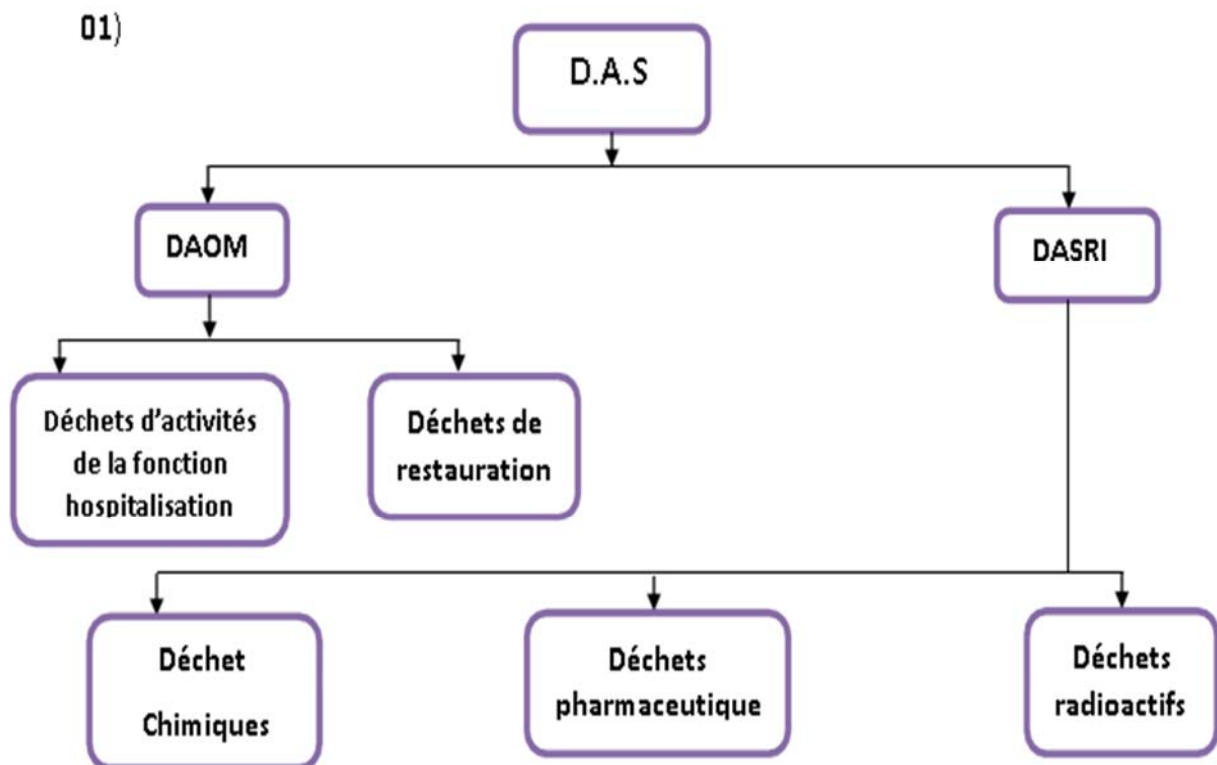 01)
D.A.S
DAOM
DASRI
Déchets d'activités
de la fonction
hospitalisation
Déchets de
restauration
Déchet
Chimiques
Déchets
pharmaceutique
Déchets
radioactifs